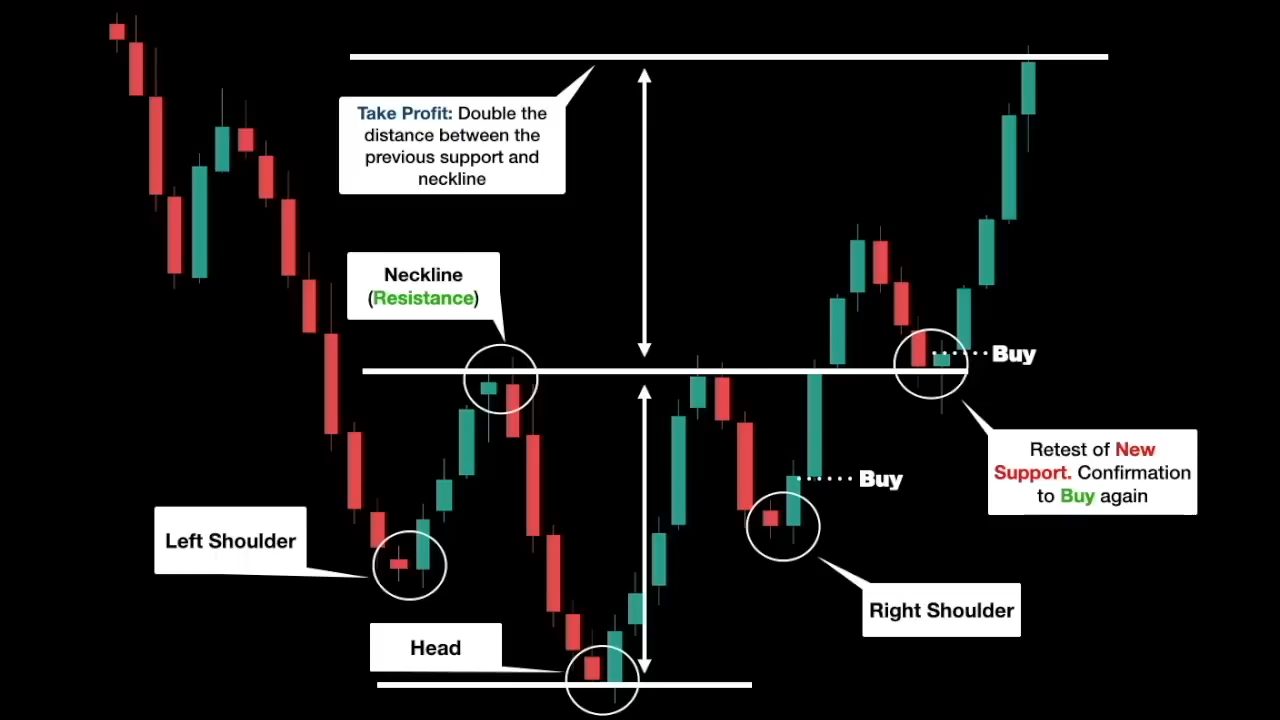 Take Profit: Double the
distance between the
previous support and
neckline
Neckline
(Resistance)
Buy
Retest of New
Support. Confirmation
to Buy again
Buy
Left Shoulder
Right Shoulder
Head